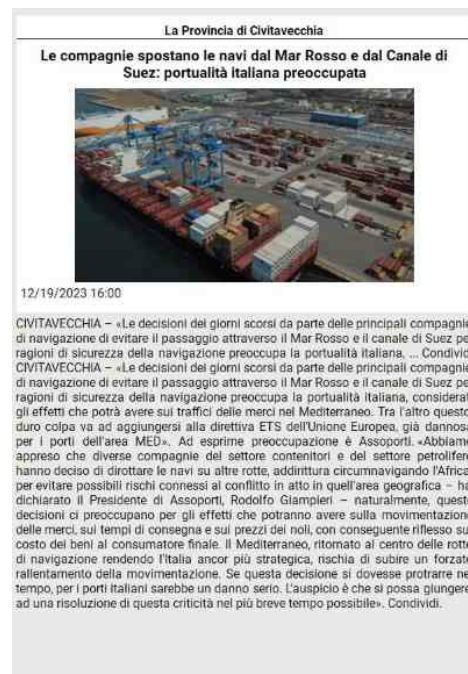 La Provincia di Civitavecchia
Le compagnie spostano le navi dal Mar Rosso e dal Canale di
Suez: portualità italiana preoccupata
12/19/2023 16:00
CIVITAVECCHIA – «Le decisioni dei giorni scorsi da parte delle principali compagnie
di navigazione di evitare il passaggio attraverso il Mar Rosso e il canale di Suez pe
ragioni di sicurezza della navigazione preoccupa la portualità italiana, ... Condivid
CIVITAVECCHIA – «Le decisioni dei giorni scorsi da parte delle principali compagnie
di navigazione di evitare il passaggio attraverso il Mar Rosso e il canale di Suez pe
ragioni di sicurezza della navigazione preoccupa la portualità italiana, considerat
gli effetti che potrà avere sui traffici delle merci nel Mediterraneo. Tra l'altro questo
duro colpa va ad aggiungersi alla direttiva ETS dell'Unione Europea, già dannosa
per i porti dell'area MED». Ad esprime preoccupazione è Assoporti. «Abbiamo
appreso che diverse compagnie del settore contenitori e del settore petrolifero
hanno deciso di dirottare le navi su altre rotte, addirittura circumnavigando l'Africa
per evitare possibili rischi connessi al conflitto in atto in quell'area geografica – ha
dichiarato il Presidente di Assoporti, Rodolfo Giampieri – naturalmente, queste
decisioni ci preoccupano per gli effetti che potranno avere sulla movimentazione
delle merci, sui tempi di consegna e sui prezzi dei noli, con conseguente riflesso su
costo dei beni al consumatore finale. Il Mediterraneo, ritornato al centro delle rotte
di navigazione rendendo l'Italia ancor più strategica, rischia di subire un forzato
rallentamento della movimentazione. Se questa decisione si dovesse protrarre ne
tempo, per i porti italiani sarebbe un danno serio. L'auspicio è che si possa giungere
ad una risoluzione di questa criticità nel più breve tempo possibile». Condividi.